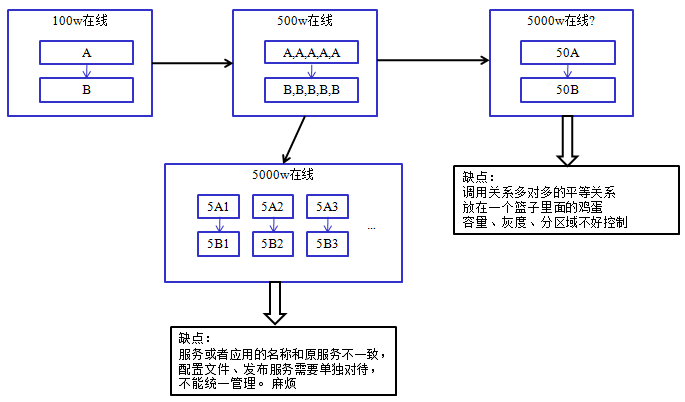 100w在线
A
B
500w在线
A,A,A,A,A
B,B,B,B,B
5000w在线?
50A
50B
缺点：
调用关系多对多的平等关系
放在一个篮子里面的鸡蛋
容量、灰度、分区域不好控制
5000w在线
5A1 5A2 5A3
...
5B1 5B2 5B3
缺点：
服务或者应用的名称和原服务不一致，
配置文件、发布服务需要单独对待，
不能统一管理。麻烦